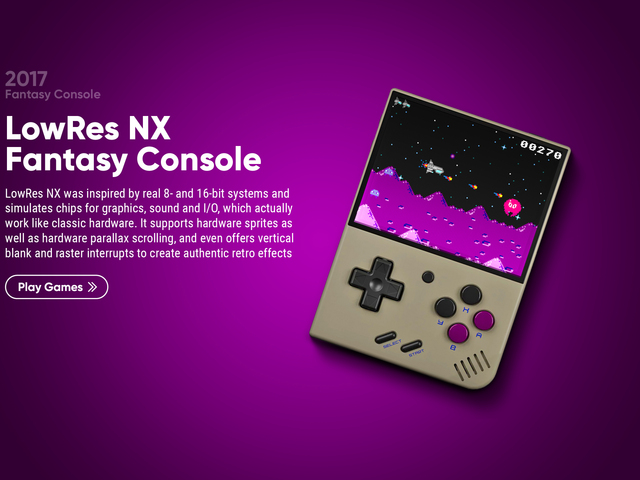 2017
Fantasy Console
LowRes NX
Fantasy Console
LowRes NX was inspired by real 8- and 16-bit systems and
simulates chips for graphics, sound and I/O, which actually
work like classic hardware. It supports hardware sprites as
well as hardware parallax scrolling, and even offers vertical
blank and raster interrupts to create authentic retro effects
Play Games
00270
X
Y
A
B
SELECT
START